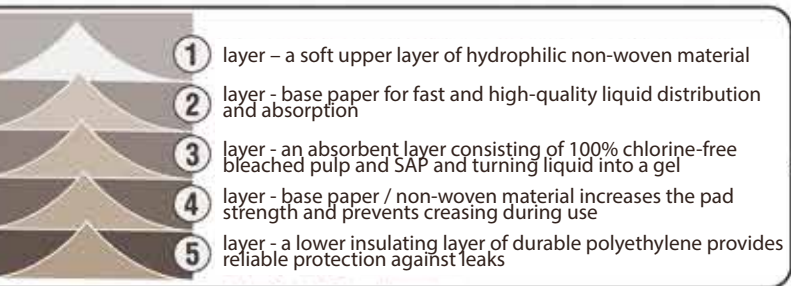 1 layer – a soft upper layer of hydrophilic non-woven material
2 layer - base paper for fast and high-quality liquid distribution
and absorption
3 layer - an absorbent layer consisting of 100% chlorine-free
bleached pulp and SAP and turning liquid into a gel
4 layer - base paper / non-woven material increases the pad
strength and prevents creasing during use
5 layer - a lower insulating layer of durable polyethylene provides
reliable protection against leaks